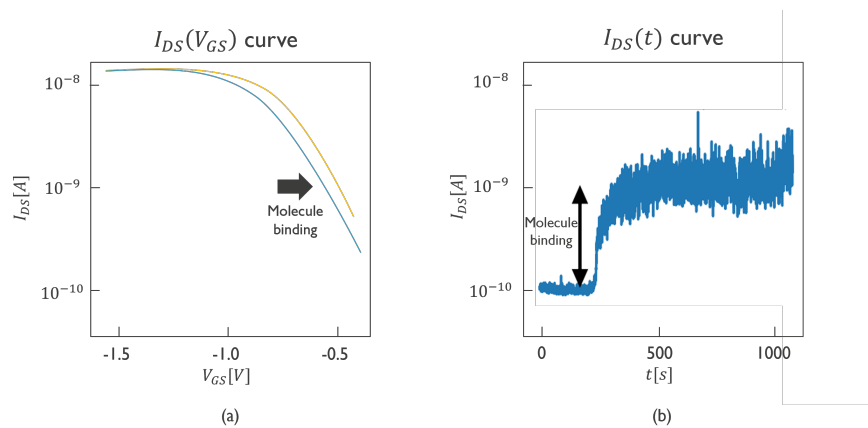 I_DS(V_GS) curve
10⁻⁸
10⁻⁹
10⁻¹⁰
I_DS[A]
Molecule
binding
-1.5
-1.0
-0.5
V_GS[V]
(a)
I_DS(t) curve
10⁻⁸
10⁻⁹
10⁻¹⁰
I_DS[A]
Molecule
binding
0
500
1000
t[s]
(b)